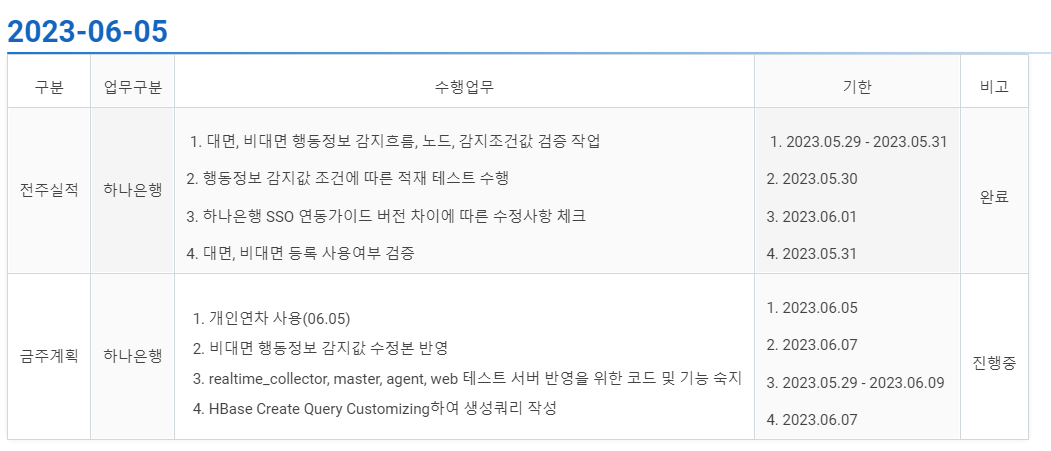 2023-06-05
구분 업무구분 수행업무 기한 비고
전주실적 하나은행
1. 대면, 비대면 행동정보 감지흐름, 노드, 감지조건값 검증 작업
2. 행동정보 감지값 조건에 따른 적재 테스트 수행
3. 하나은행 SSO 연동가이드 버전 차이에 따른 수정사항 체크
4. 대면, 비대면 등록 사용여부 검증
1. 2023.05.29 - 2023.05.31
2. 2023.05.30
3. 2023.06.01
4. 2023.05.31
완료
금주계획 하나은행
1. 개인연차 사용(06.05)
2. 비대면 행동정보 감지값 수정본 반영
3. realtime_collector, master, agent, web 테스트 서버 반영을 위한 코드 및 기능 숙지
4. HBase Create Query Customizing하여 생성쿼리 작성
1. 2023.06.05
2. 2023.06.07
3. 2023.05.29 - 2023.06.09
4. 2023.06.07
진행중